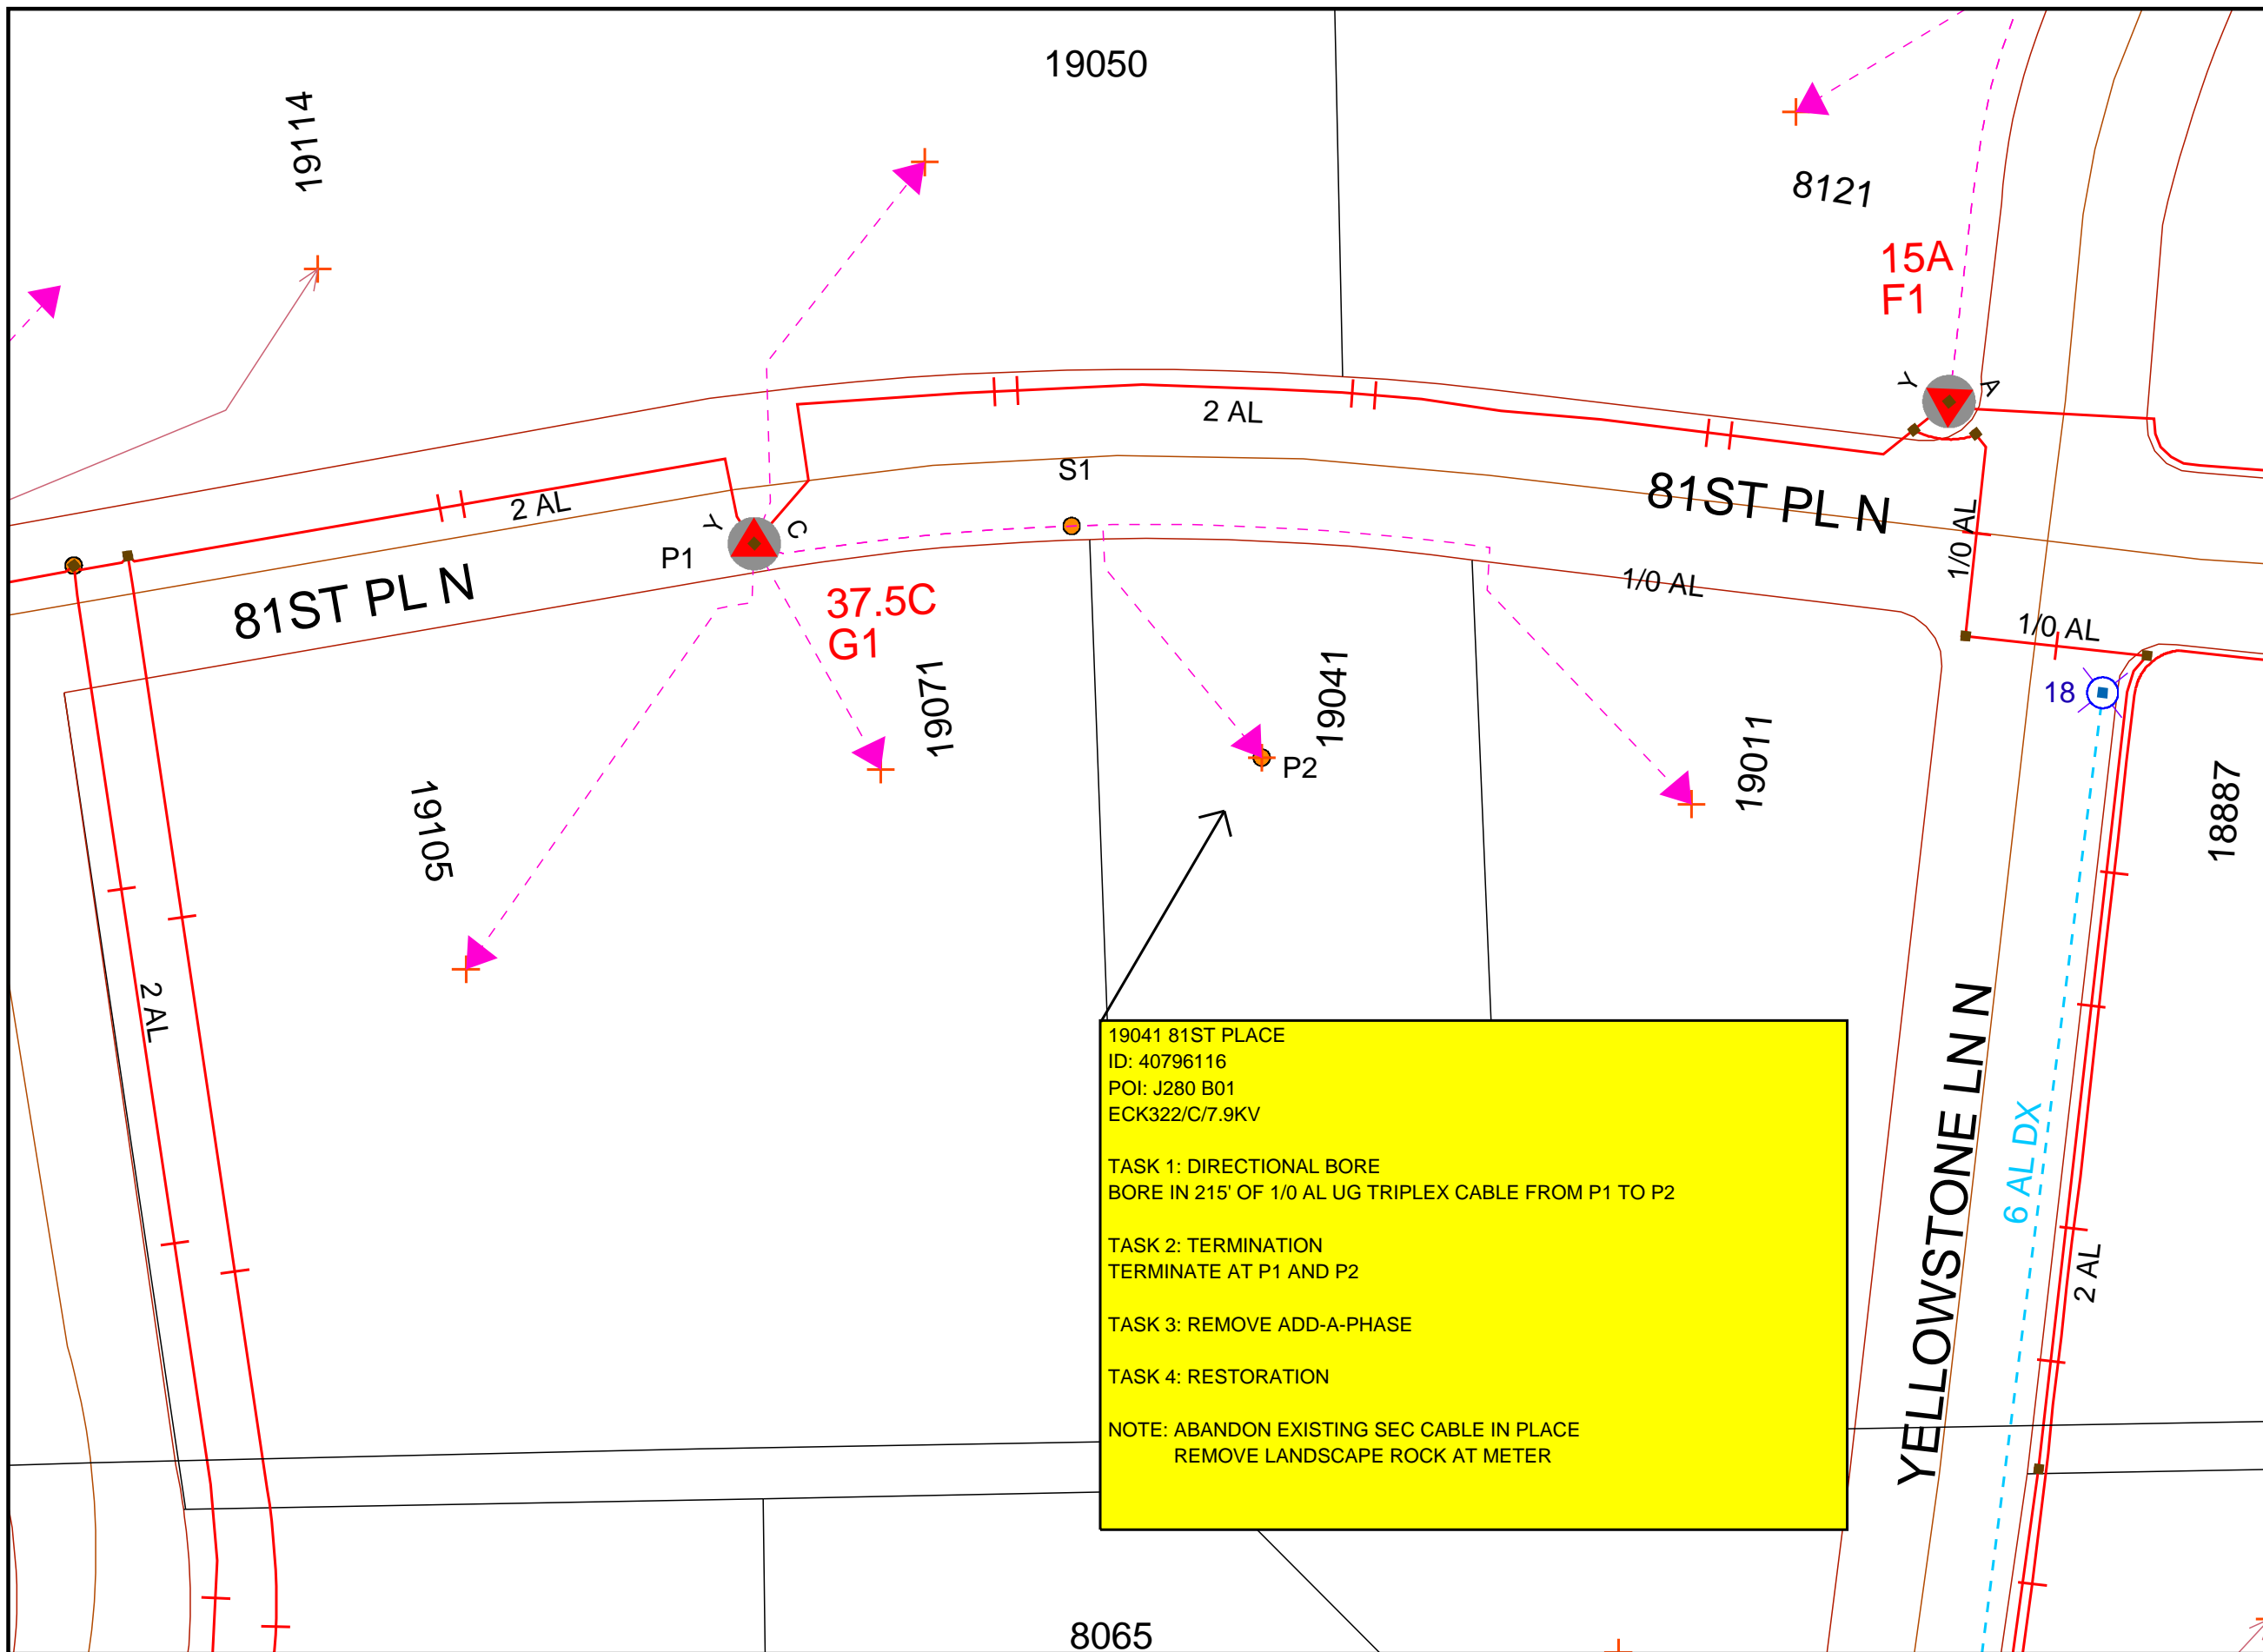 19050
19114
8121
15A
F1
Y
A
2 AL
S1
81ST PL N
2 AL
Y
C
P1
1/0 AL
81ST PL N
37.5C
G1
1/0 AL
1/0 AL
19071
19041
18
P2
19011
19105
18887
2 AL
19041 81ST PLACE
ID: 40796116
POI: J280 B01
ECK322/C/7.9KV
TASK 1: DIRECTIONAL BORE
BORE IN 215' OF 1/0 AL UG TRIPLEX CABLE FROM P1 TO P2
TASK 2: TERMINATION
TERMINATE AT P1 AND P2
TASK 3: REMOVE ADD-A-PHASE
TASK 4: RESTORATION
NOTE: ABANDON EXISTING SEC CABLE IN PLACE
REMOVE LANDSCAPE ROCK AT METER
YELLOWSTONE LN N
6 AL DX
2 AL
8065